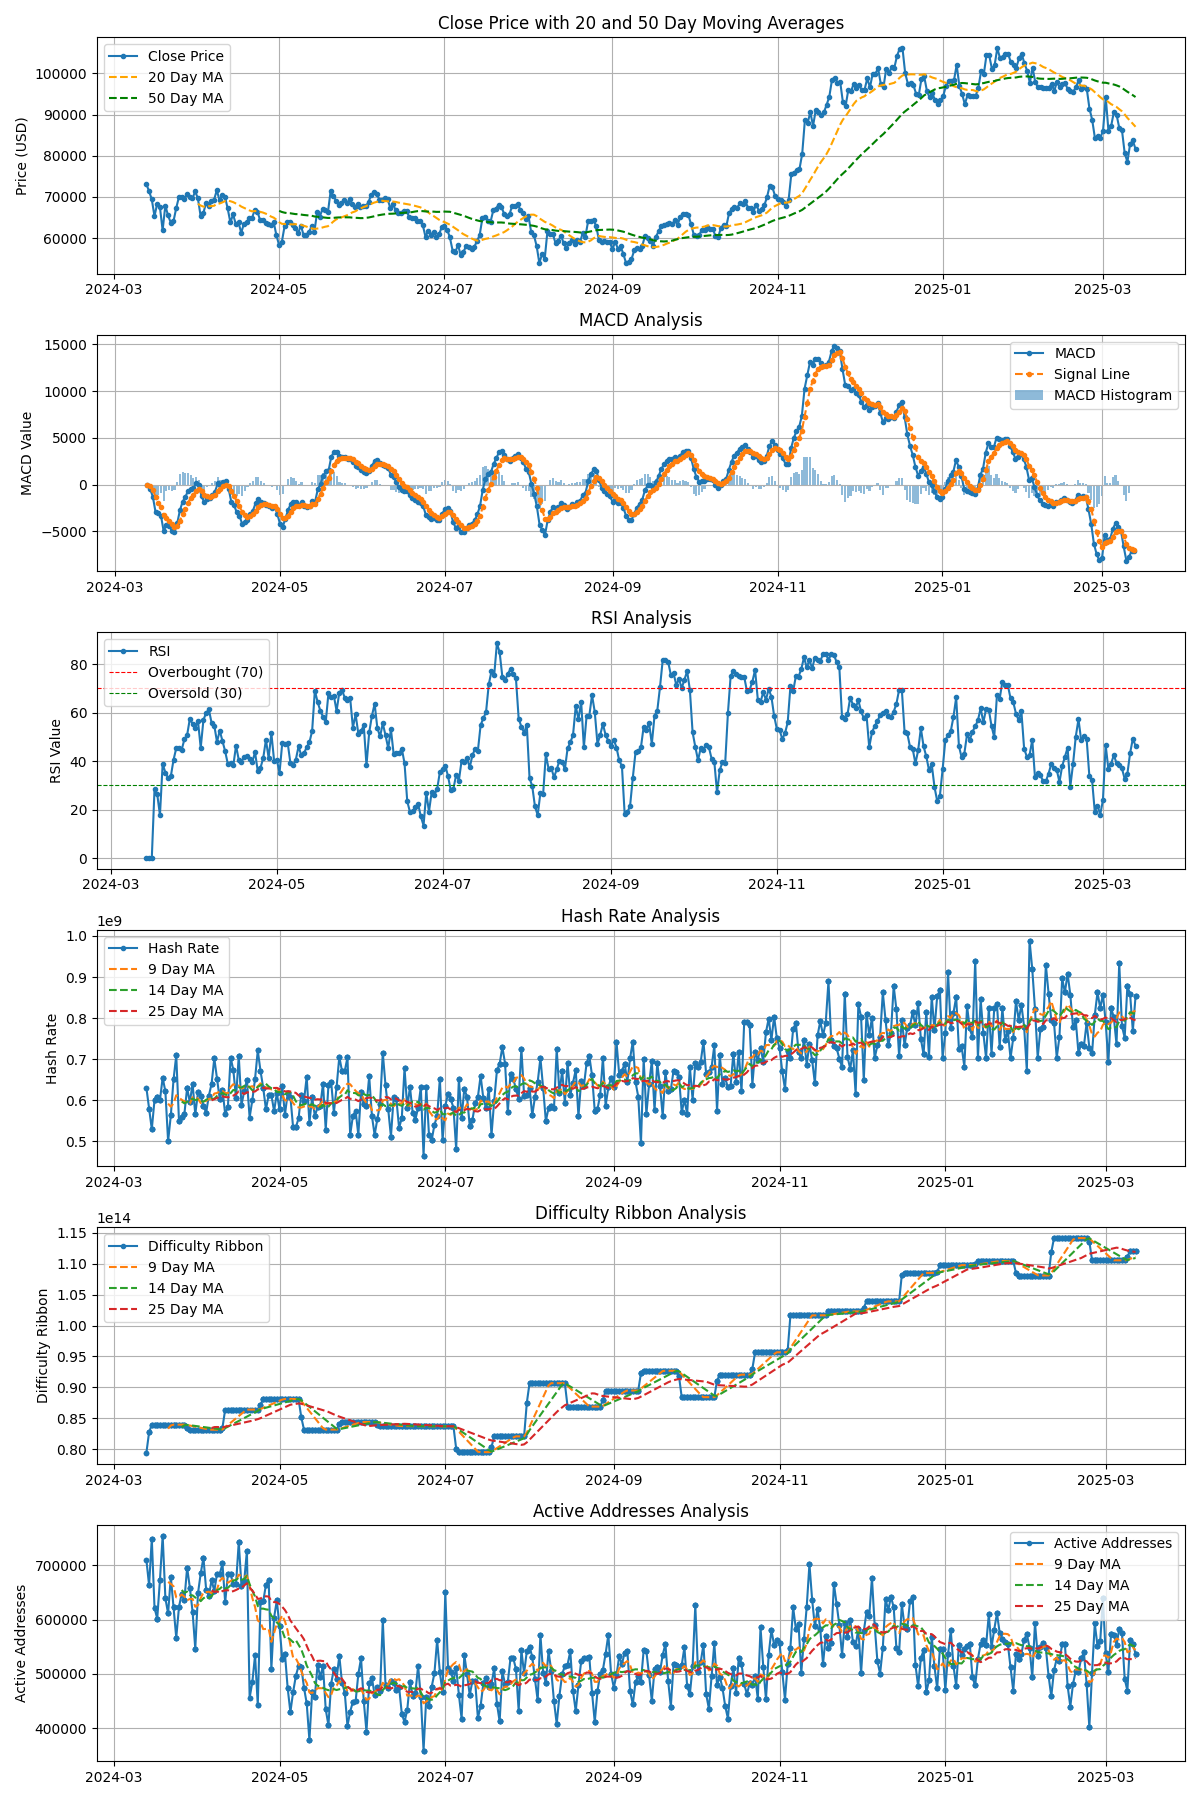 Close Price with 20 and 50 Day Moving Averages
Close Price
20 Day MA
50 Day MA
Price (USD)
100000
90000
80000
70000
60000
2024-03 2024-05 2024-07 2024-09 2024-11 2025-01 2025-03
MACD Analysis
MACD
Signal Line
MACD Histogram
MACD Value
15000
10000
5000
0
−5000
2024-03 2024-05 2024-07 2024-09 2024-11 2025-01 2025-03
RSI Analysis
RSI
Overbought (70)
Oversold (30)
RSI Value
80
60
40
20
0
2024-03 2024-05 2024-07 2024-09 2024-11 2025-01 2025-03
1e9
Hash Rate Analysis
Hash Rate
9 Day MA
14 Day MA
25 Day MA
Hash Rate
1.0
0.9
0.8
0.7
0.6
0.5
2024-03 2024-05 2024-07 2024-09 2024-11 2025-01 2025-03
1e14
Difficulty Ribbon Analysis
Difficulty Ribbon
9 Day MA
14 Day MA
25 Day MA
Difficulty Ribbon
1.15
1.10
1.05
1.00
0.95
0.90
0.85
0.80
2024-03 2024-05 2024-07 2024-09 2024-11 2025-01 2025-03
Active Addresses Analysis
Active Addresses
9 Day MA
14 Day MA
25 Day MA
Active Addresses
700000
600000
500000
400000
2024-03 2024-05 2024-07 2024-09 2024-11 2025-01 2025-03